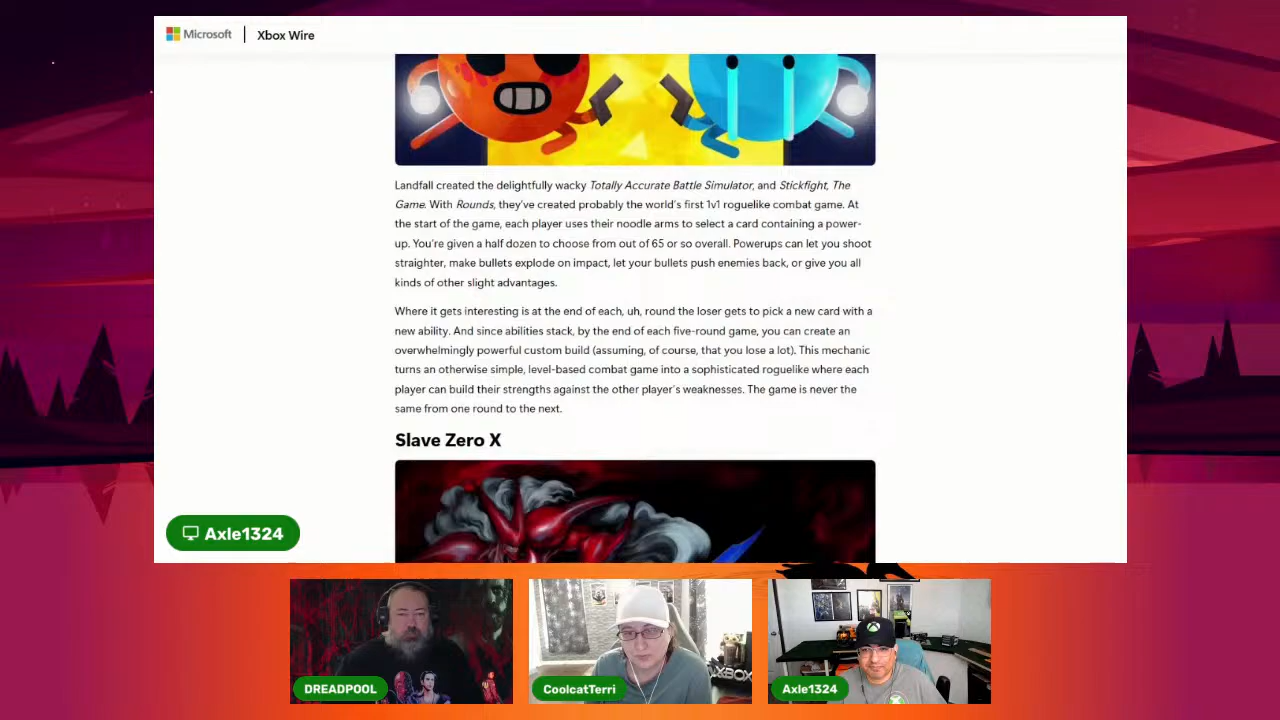 Microsoft | Xbox Wire
Landfall created the delightfully wacky Totally Accurate Battle Simulator, and Stickfight, The
Game. With Rounds, they've created probably the world's first 1v1 roguelike combat game. At
the start of the game, each player uses their noodle arms to select a card containing a power-
up. You're given a half dozen to choose from out of 65 or so overall. Powerups can let you shoot
straighter, make bullets explode on impact, let your bullets push enemies back, or give you all
kinds of other slight advantages.
Where it gets interesting is at the end of each, uh, round the loser gets to pick a new card with a
new ability. And since abilities stack, by the end of each five-round game, you can create an
overwhelmingly powerful custom build (assuming, of course, that you lose a lot). This mechanic
turns an otherwise simple, level-based combat game into a sophisticated roguelike where each
player can build their strengths against the other player's weaknesses. The game is never the
same from one round to the next.
Slave Zero X
Axle1324
XBOX
DREADPOOL
CoolcatTerri
Axle1324